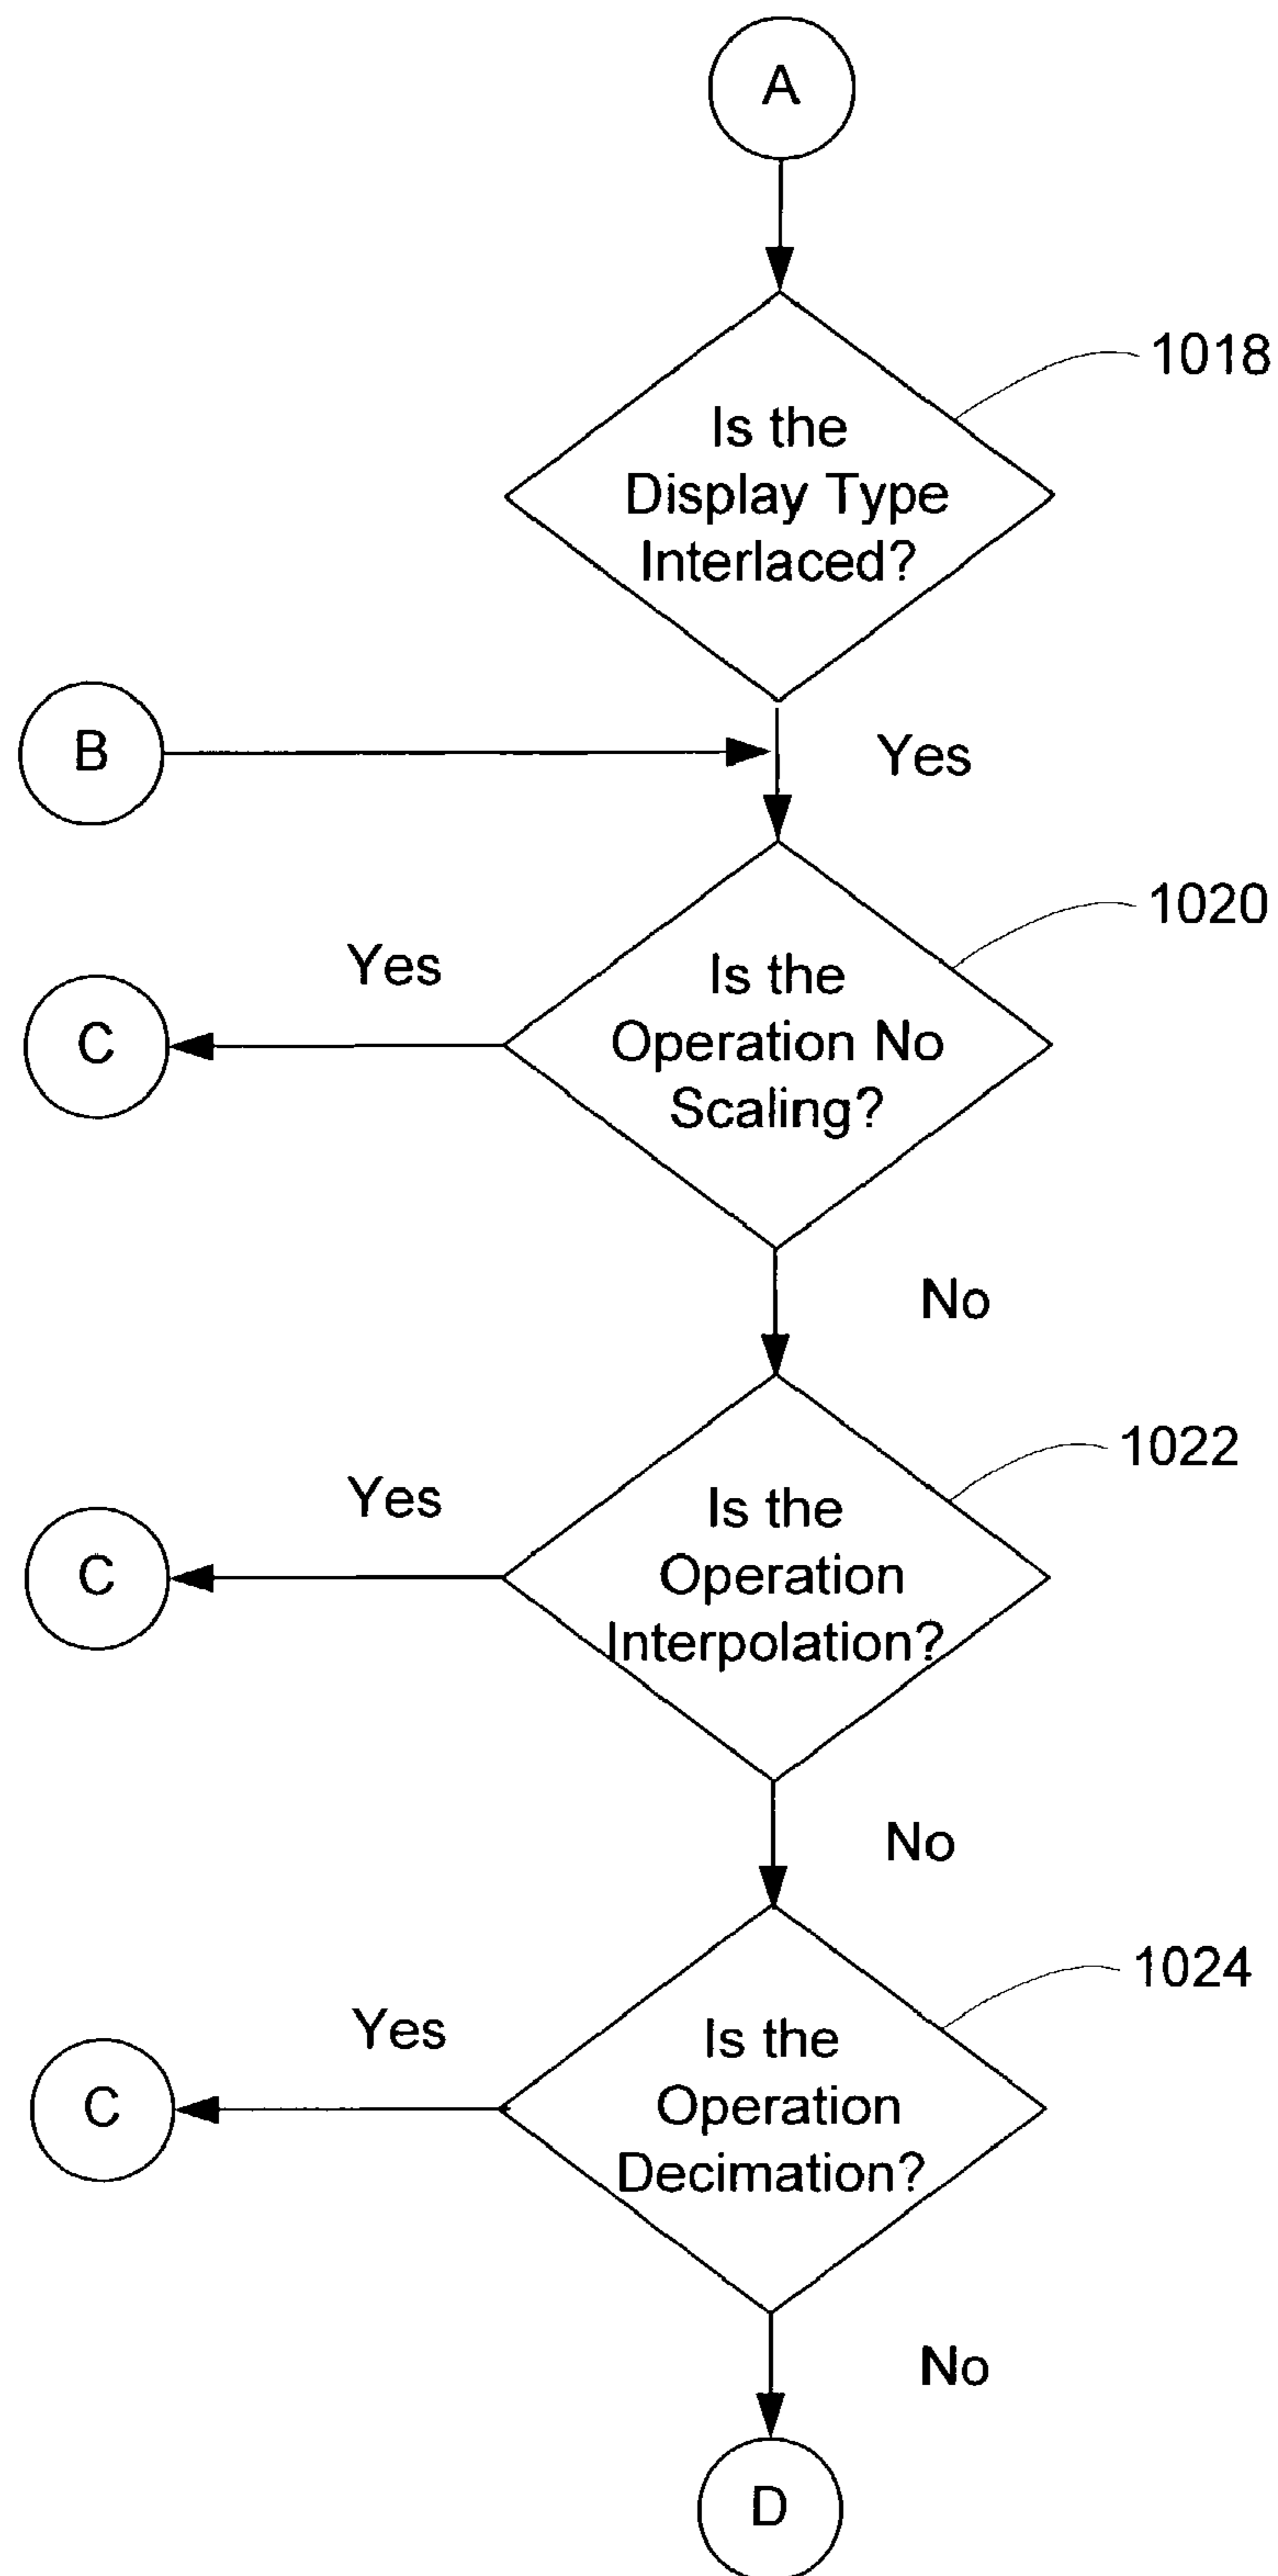 A
1018
Is the
Display Type
Interlaced?
B
Yes
1020
Yes
Is the
Operation No
Scaling?
C
No
1022
Yes
Is the
Operation
Interpolation?
C
No
1024
Yes
Is the
Operation
Decimation?
C
No
D